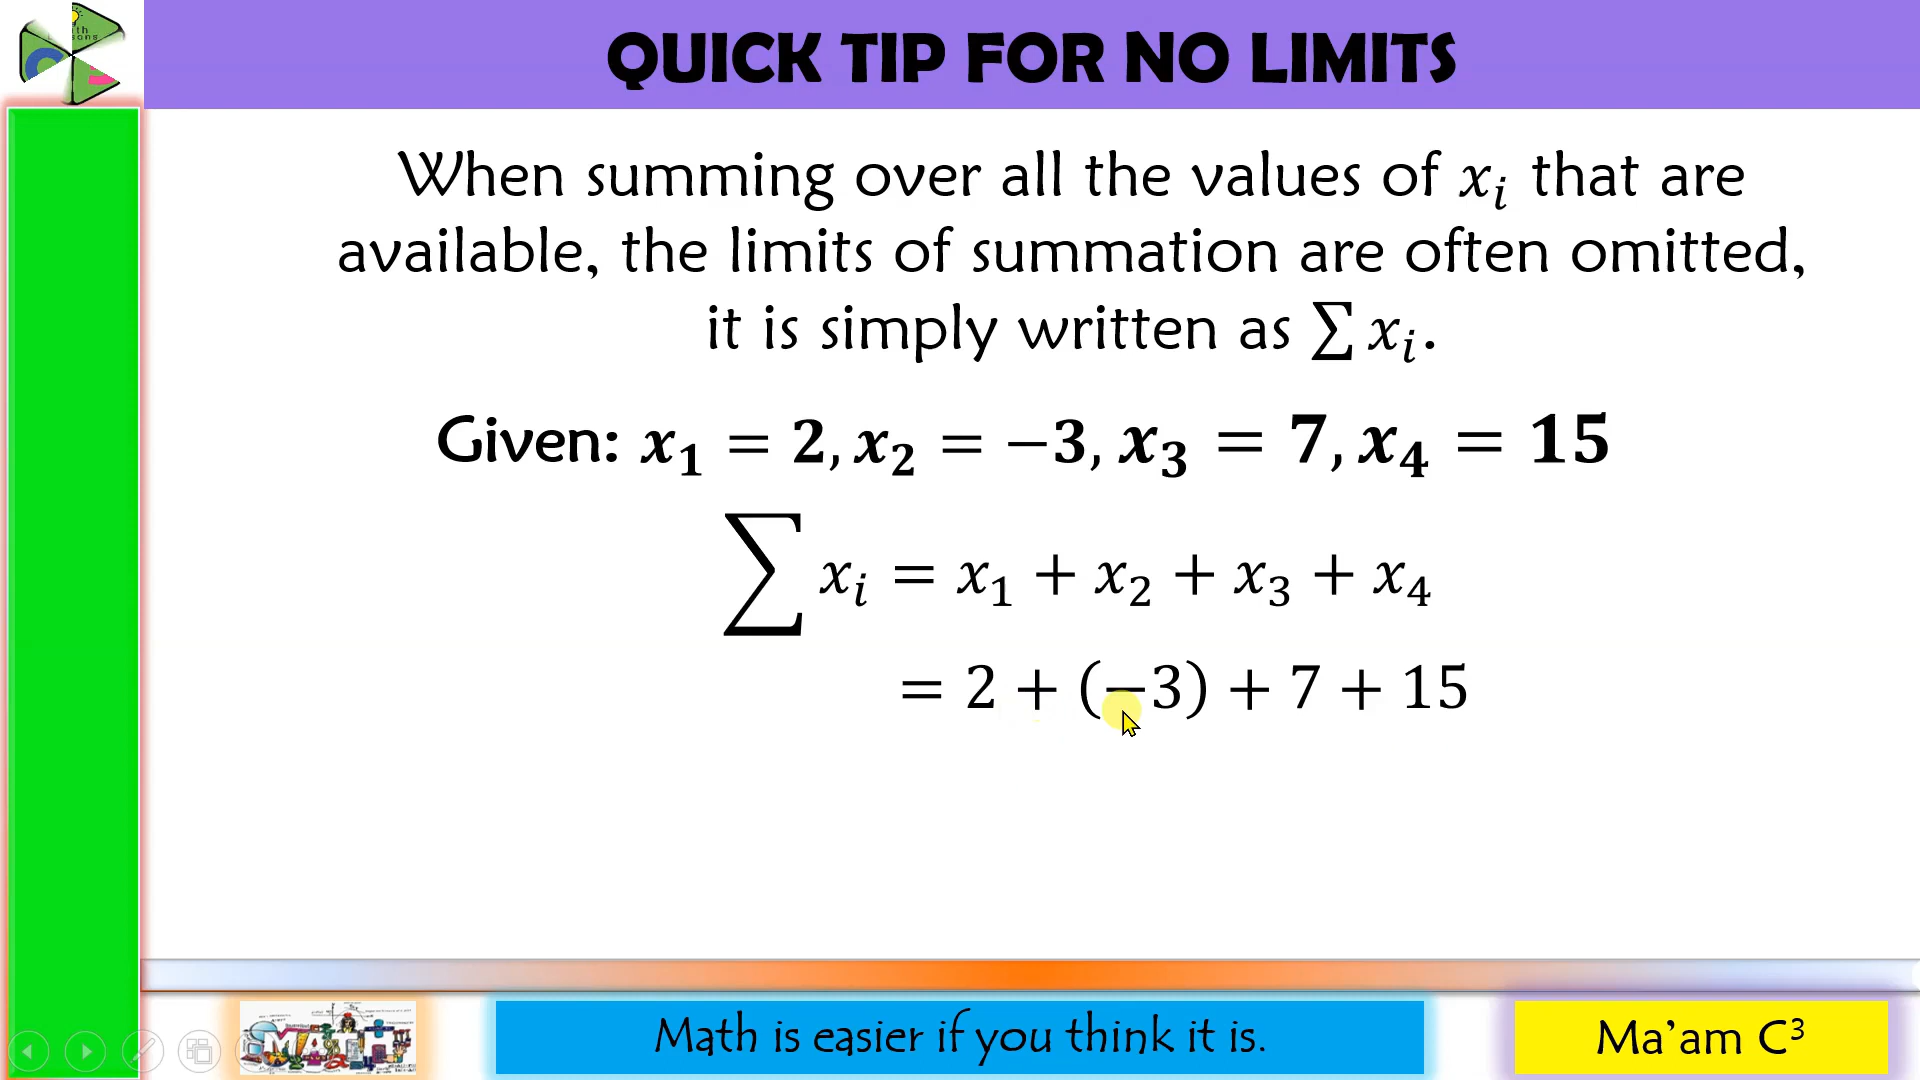 QUICK TIP FOR NO LIMITS
When summing over all the values of xᵢ that are
available, the limits of summation are often omitted,
it is simply written as ∑ xᵢ.
Given: x₁ = 2, x₂ = −3, x₃ = 7, x₄ = 15
∑ xᵢ = x₁ + x₂ + x₃ + x₄
= 2 + (−3) + 7 + 15
MATH
Math is easier if you think it is.
Ma’am C³